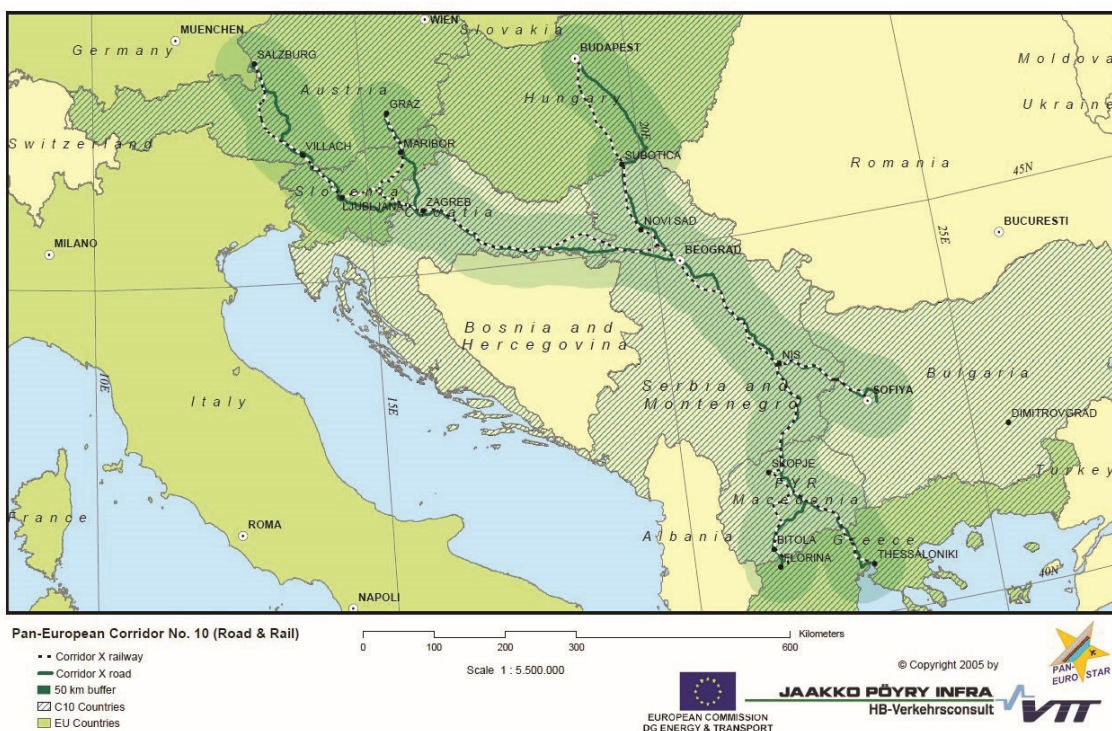 WIEN
Slovakia
MUENCHEN
BUDAPEST
Germany
SALZBURG
Moldova
Austria
Hungary
GRAZ
Ukraine
20E
Switzerland
MARIBOR
VILLACH
SUBOTICA
Romania
45N
Slovenia
LJUBLJANA
ZAGREB
Croatia
NOVI SAD
BUCURESTI
25E
MILANO
BEOGRAD
Bosnia and
Hercegovina
NIS
10E
Italy
15E
Serbia and
Montenegro
SOFIYA
Bulgaria
DIMITROVGRAD
SKOPJE
FYR
Macedonia
Turkey
France
ROMA
Albania
BITOLA
Greece
FLORINA
THESSALONIKI
40N
NAPOLI
Pan-European Corridor No. 10 (Road & Rail)
Corridor X railway
Corridor X road
50 km buffer
C10 Countries
EU Countries
0 100 200 300 600 Kilometers
Scale 1 : 5.500.000
© Copyright 2005 by
PAN-
EURO STAR
JAAKKO PÖYRY INFRA
HB-Verkehrsconsult
VTT
EUROPEAN COMMISSION
DG ENERGY & TRANSPORT